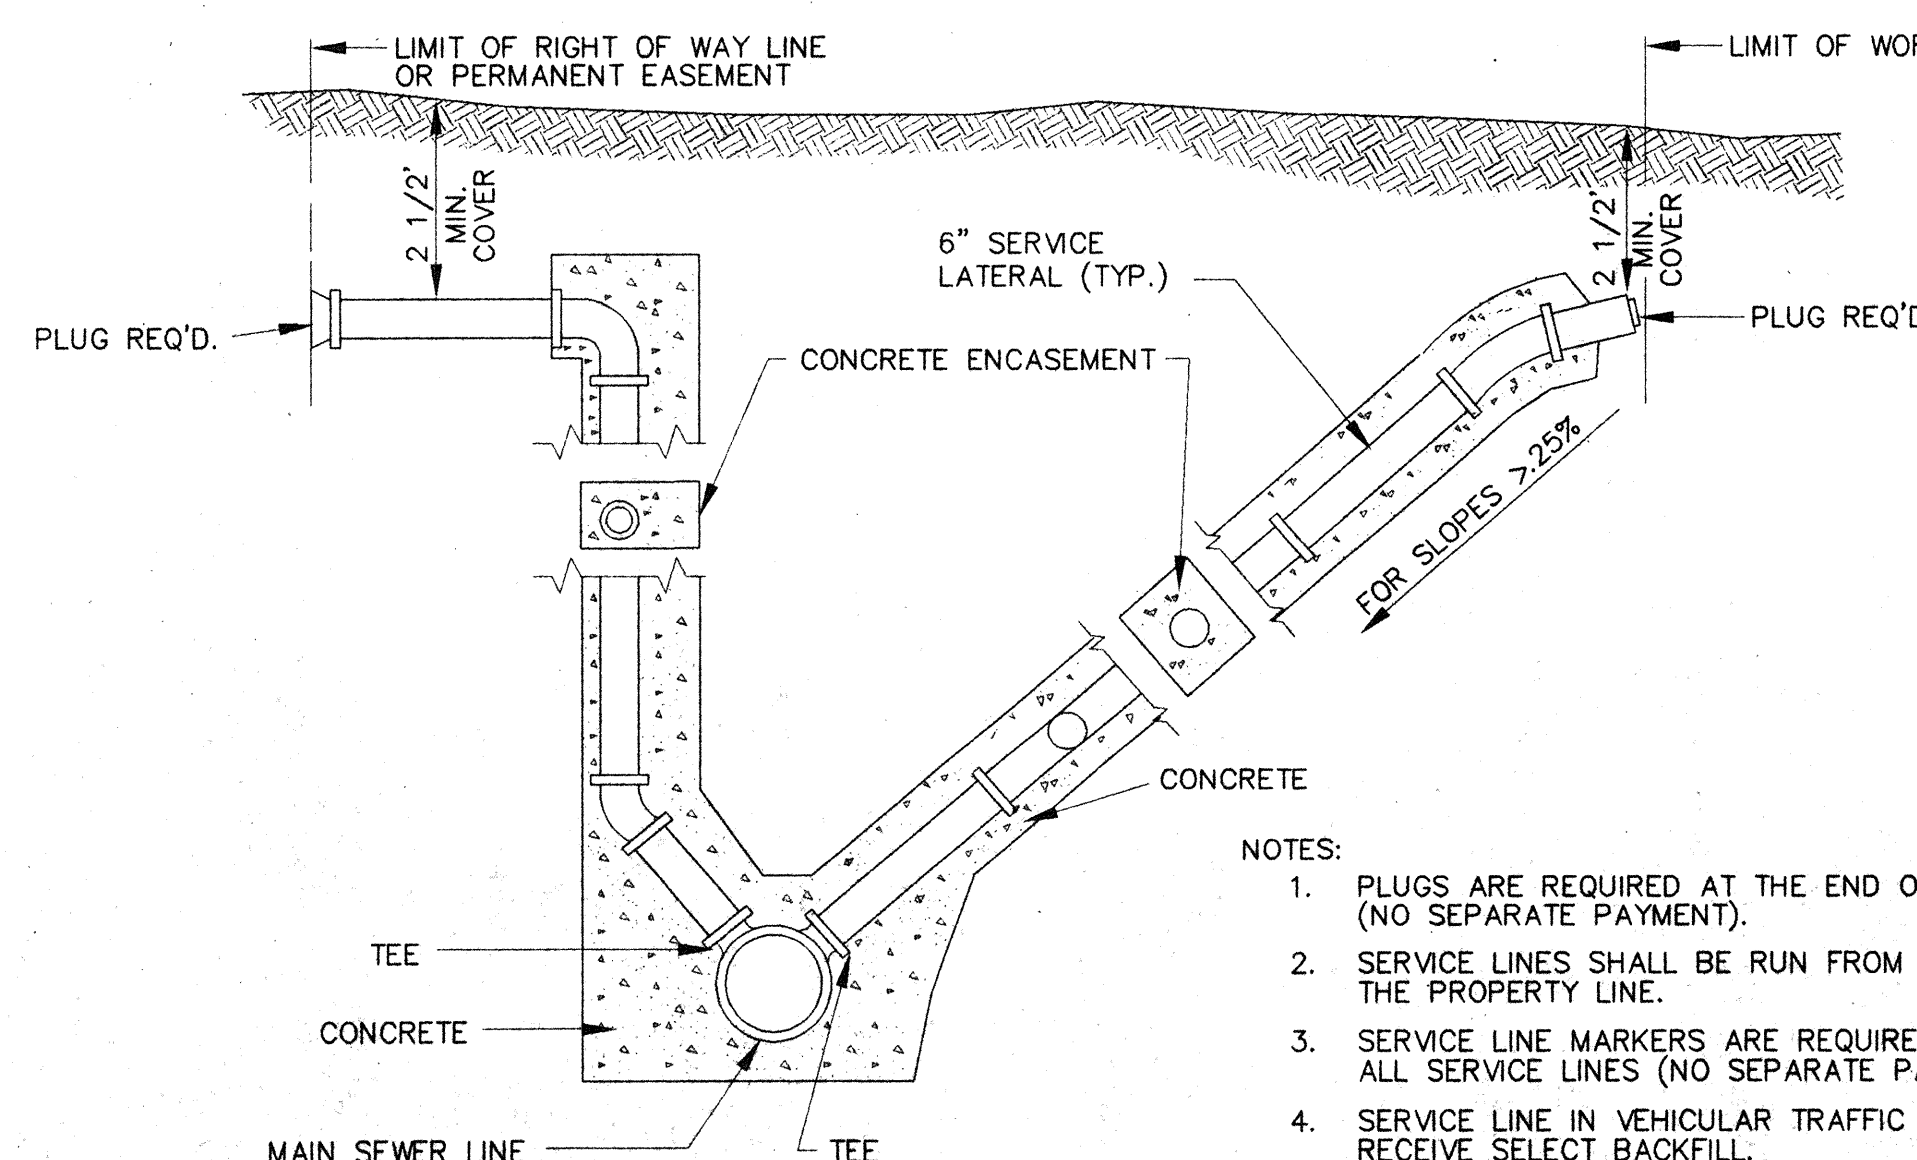 LIMIT OF RIGHT OF WAY LINE
OR PERMANENT EASEMENT
LIMIT OF
2 1/2'
MIN.
COVER
2 1/2'
MIN.
COVER
6" SERVICE
LATERAL (TYP.)
PLUG REQ'D.
PLUG REQ'D
CONCRETE ENCASEMENT
FOR SLOPES >.25%
CONCRETE
TEE
CONCRETE
MAIN SEWER LINE
TEE
NOTES:
1. PLUGS ARE REQUIRED AT THE END
(NO SEPARATE PAYMENT).
2. SERVICE LINES SHALL BE RUN FROM
THE PROPERTY LINE.
3. SERVICE LINE MARKERS ARE REQUIRE
ALL SERVICE LINES (NO SEPARATE
4. SERVICE LINE IN VEHICULAR TRAFFIC
RECEIVE SELECT BACKFILL.